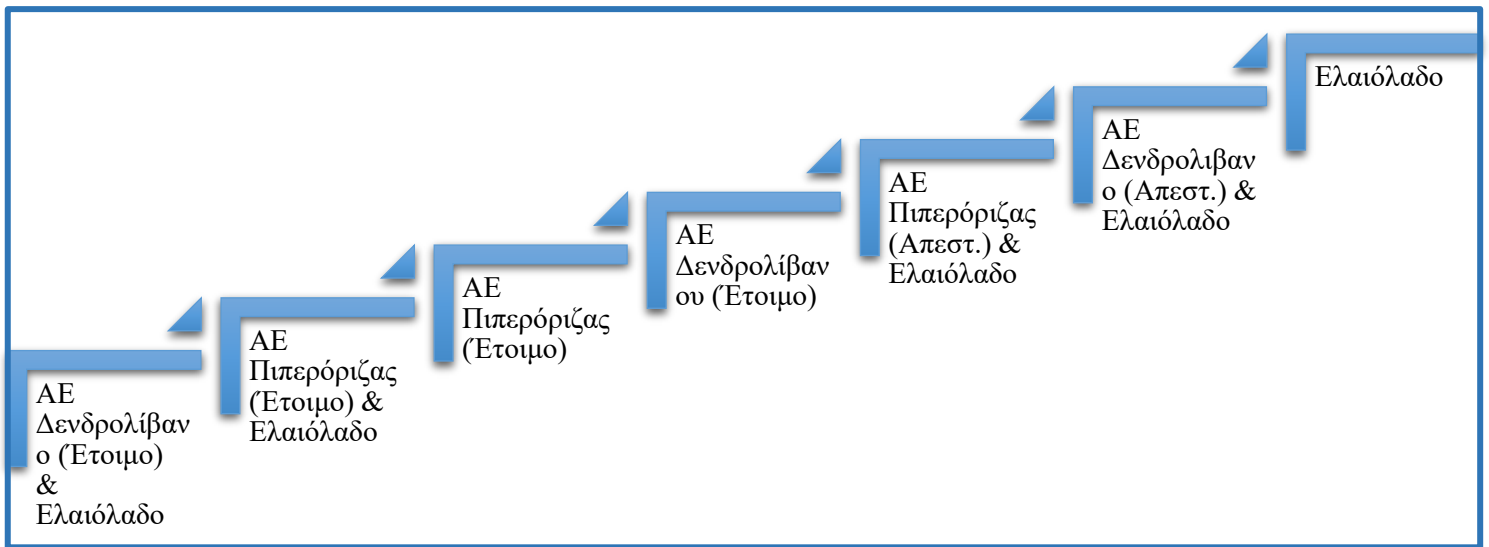 ΑΕ
Δενδρολίβαν
ο (Έτοιμο)
&
Ελαιόλαδο
ΑΕ
Πιπερόριζας
(Έτοιμο) &
Ελαιόλαδο
ΑΕ
Πιπερόριζας
(Έτοιμο)
ΑΕ
Δενδρολίβαν
ου (Έτοιμο)
ΑΕ
Πιπερόριζας
(Απεστ.) &
Ελαιόλαδο
ΑΕ
Δενδρολιβαν
ο (Απεστ.) &
Ελαιόλαδο
Ελαιόλαδο